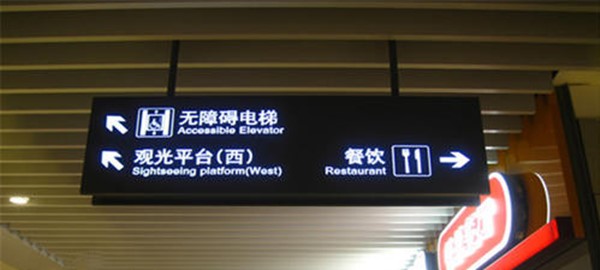 无障碍电梯
Accessible Elevator
观光平台(西)
Sightseeing platform(West)
餐饮
Restaurant